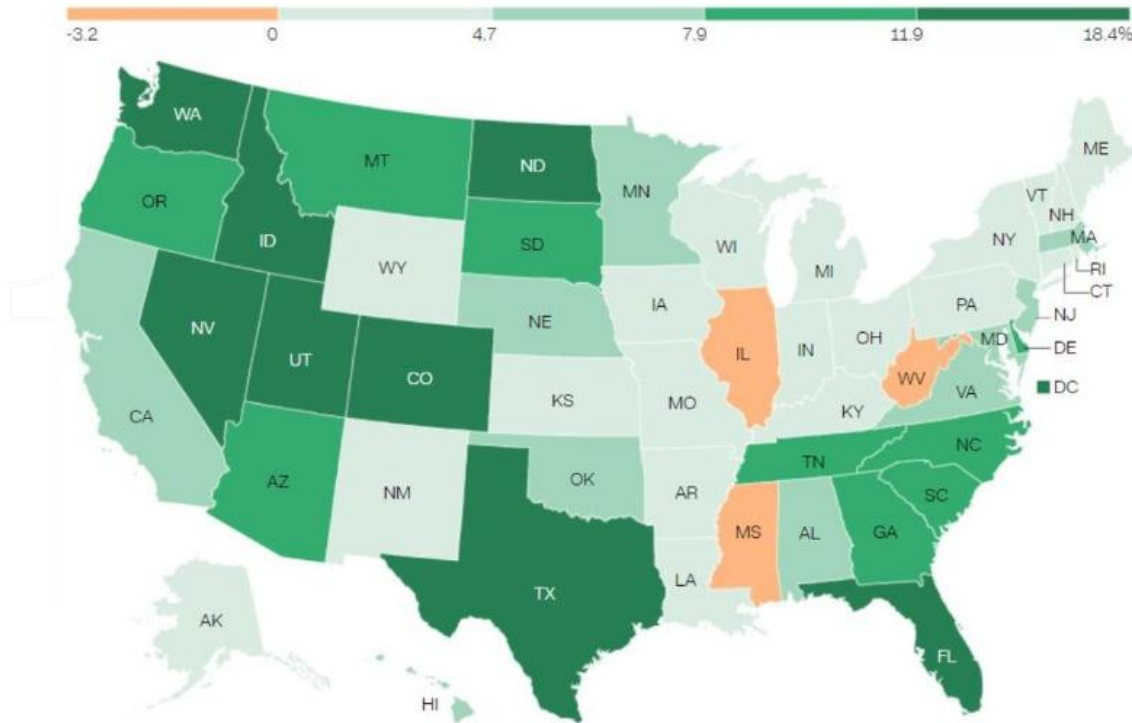 -3.2 0 4.7 7.9 11.9 18.4%
WA
MT
ND
ME
MN
VT
OR
NH
ID
SD
WI
NY
MA
WY
MI
RI
CT
IA
PA
NE
NJ
NV
OH
MD
DE
IL
IN
UT
WV
CO
DC
VA
KS
MO
KY
CA
NC
TN
OK
AZ
NM
AR
SC
MS
AL
GA
LA
TX
AK
FL
HI